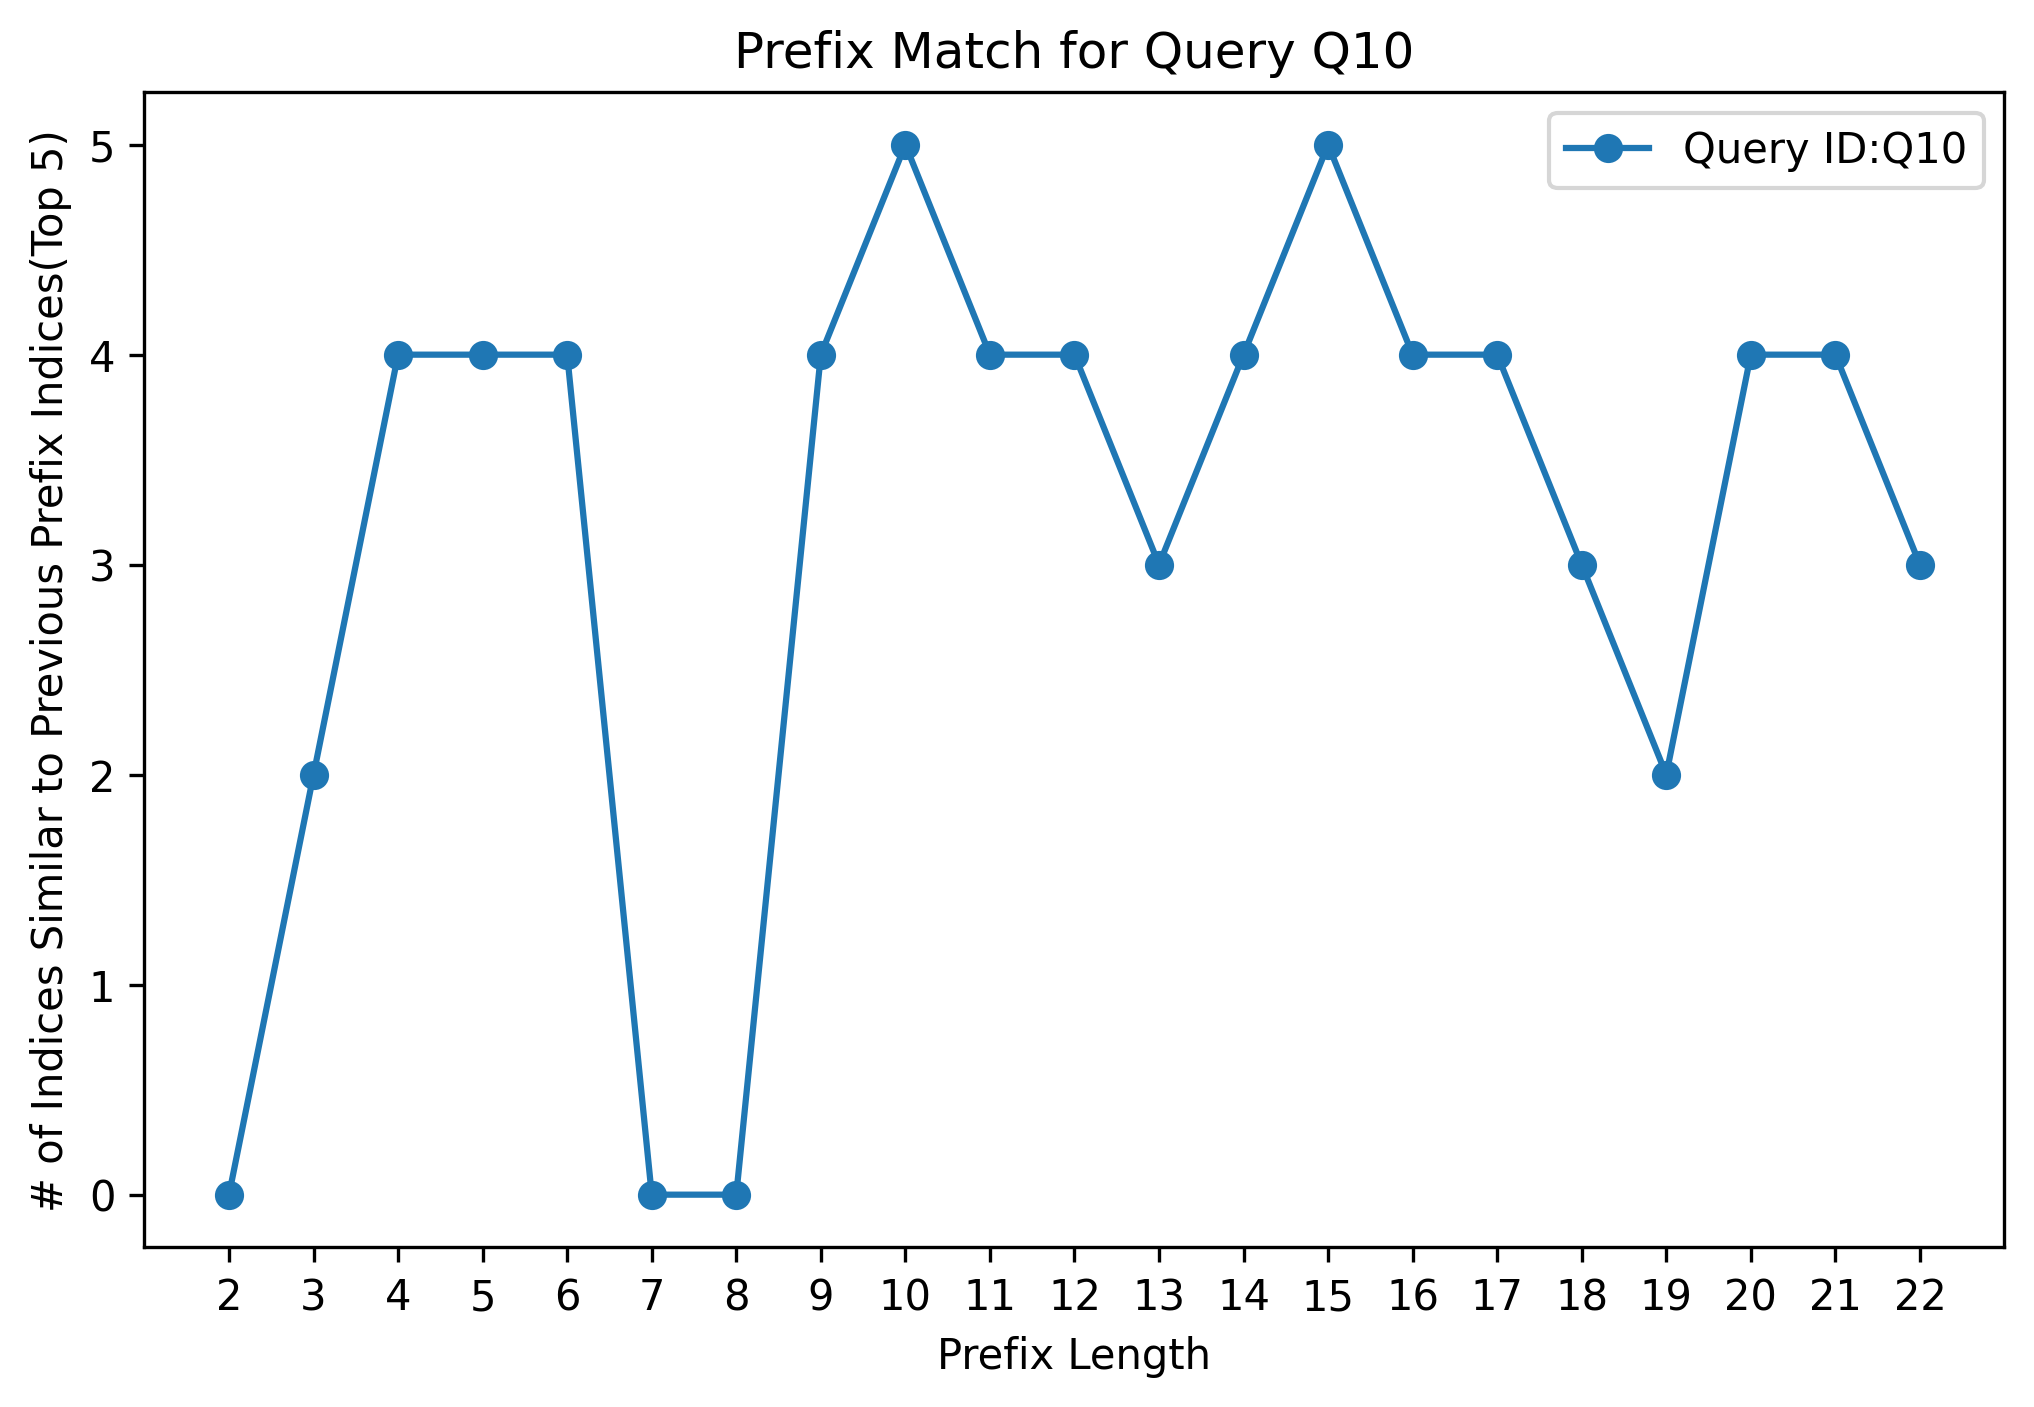 Prefix Match for Query Q10
Query ID:Q10
# of Indices Similar to Previous Prefix Indices(Top 5)
5
4
3
2
1
0
2 3 4 5 6 7 8 9 10 11 12 13 14 15 16 17 18 19 20 21 22
Prefix Length